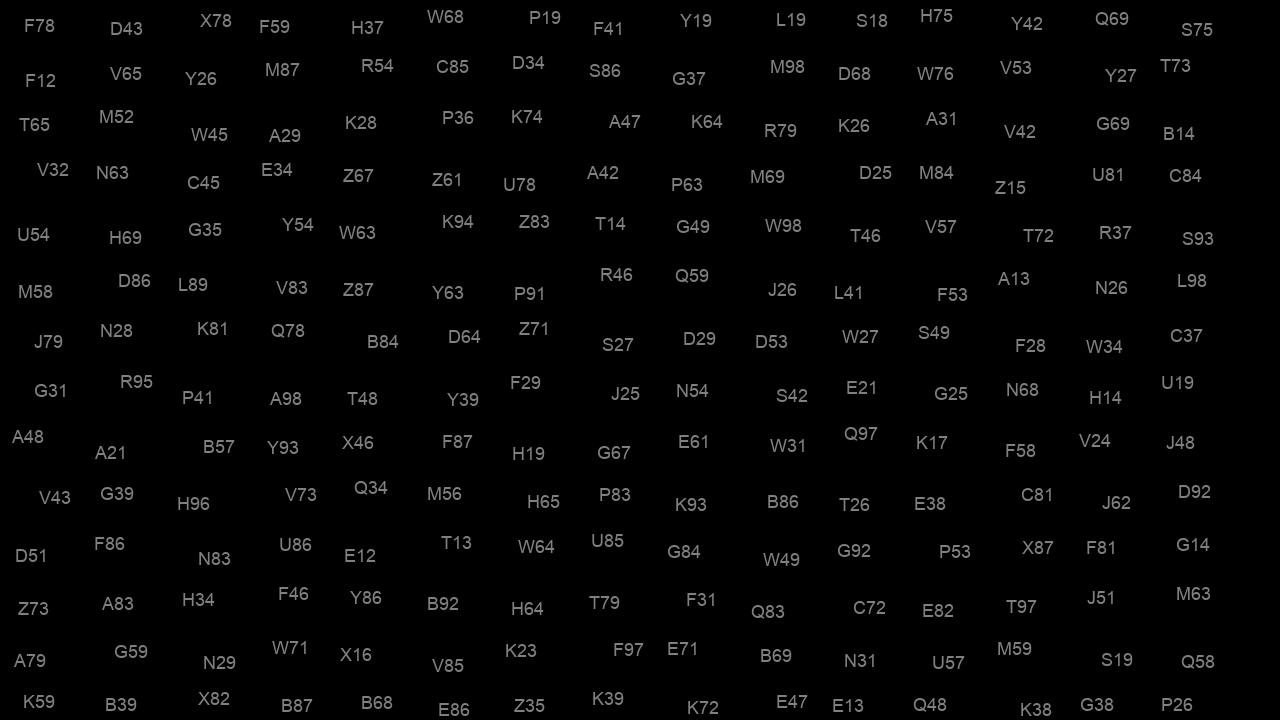 F78 D43 X78 F59 H37 W68 P19 F41 Y19 L19 S18 H75 Y42 Q69 S75
F12 V65 Y26 M87 R54 C85 D34 S86 G37 M98 D68 W76 V53 Y27 T73
T65 M52 W45 A29 K28 P36 K74 A47 K64 R79 K26 A31 V42 G69 B14
V32 N63 C45 E34 Z67 Z61 U78 A42 P63 M69 D25 M84 Z15 U81 C84
U54 H69 G35 Y54 W63 K94 Z83 T14 G49 W98 T46 V57 T72 R37 S93
M58 D86 L89 V83 Z87 Y63 P91 R46 Q59 J26 L41 F53 A13 N26 L98
J79 N28 K81 Q78 B84 D64 Z71 S27 D29 D53 W27 S49 F28 W34 C37
G31 R95 P41 A98 T48 Y39 F29 J25 N54 S42 E21 G25 N68 H14 U19
A48 A21 B57 Y93 X46 F87 H19 G67 E61 W31 Q97 K17 F58 V24 J48
V43 G39 H96 V73 Q34 M56 H65 P83 K93 B86 T26 E38 C81 J62 D92
D51 F86 N83 U86 E12 T13 W64 U85 G84 W49 G92 P53 X87 F81 G14
Z73 A83 H34 F46 Y86 B92 H64 T79 F31 Q83 C72 E82 T97 J51 M63
A79 G59 N29 W71 X16 V85 K23 F97 E71 B69 N31 U57 M59 S19 Q58
K59 B39 X82 B87 B68 E86 Z35 K39 K72 E47 E13 Q48 K38 G38 P26